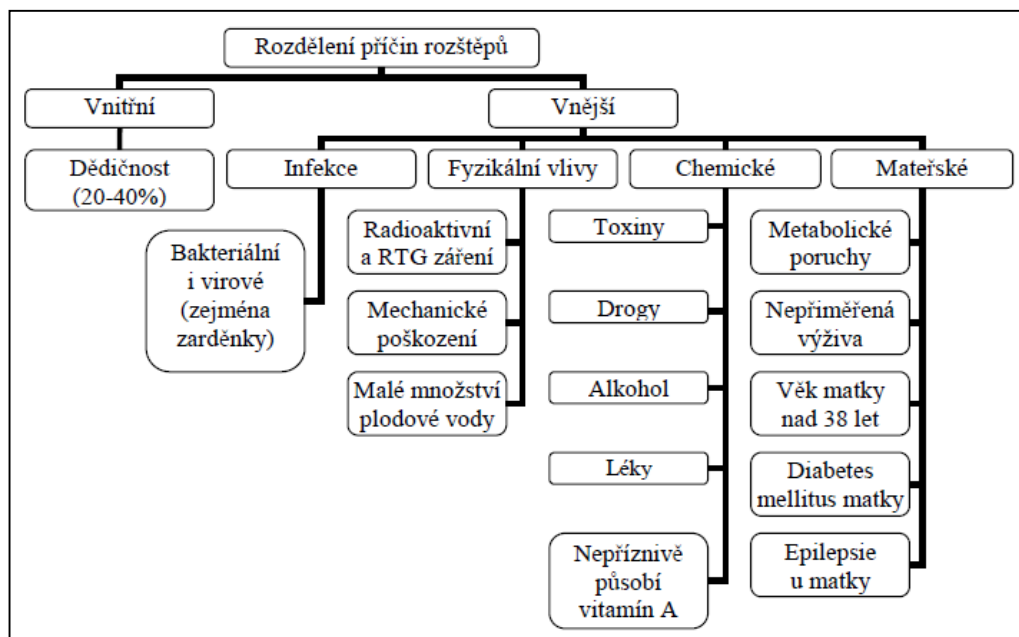 Rozdělení příčin rozštěpů
Vnitřní
Vnější
Dědičnost
(20-40%)
Infekce
Fyzikální vlivy
Chemické
Mateřské
Bakteriální
i virové
(zejména
zarděnky)
Radioaktivní
a RTG záření
Mechanické
poškození
Malé množství
plodové vody
Toxiny
Drogy
Alkohol
Léky
Nepříznivě
působí
vitamín A
Metabolické
poruchy
Nepřiměřená
výživa
Věk matky
nad 38 let
Diabetes
mellitus matky
Epilepsie
u matky